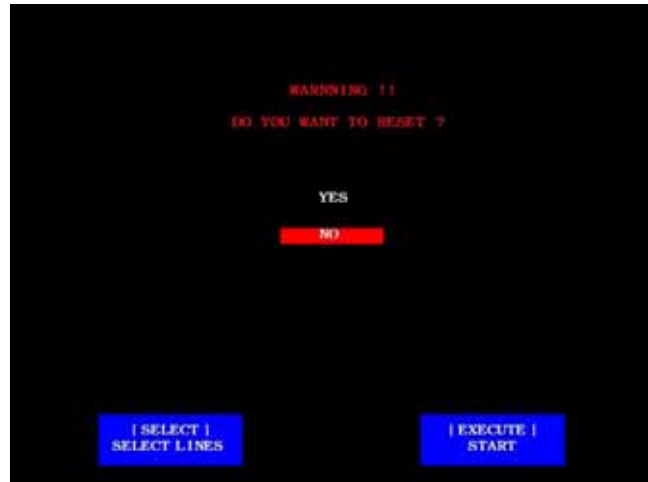 WARNNING !!
DO YOU WANT TO RESET ?
YES
NO
[ SELECT ]
SELECT LINES
[ EXECUTE ]
START